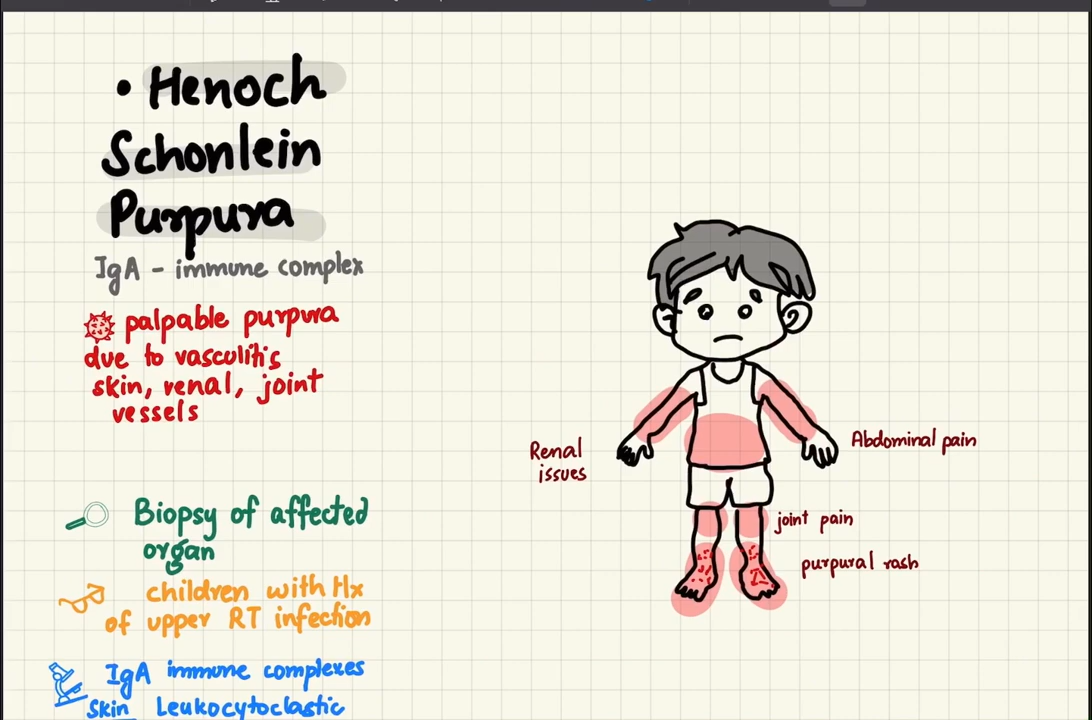 • Henoch
Schonlein
Purpura
IgA - immune complex
palpable purpura
due to vasculitis
skin, renal, joint
vessels
Biopsy of affected
organ
children with Hx
of upper RT infection
IgA immune complexes
Skin Leukocytoclastic
Renal
issues
Abdominal pain
joint pain
purpural rash